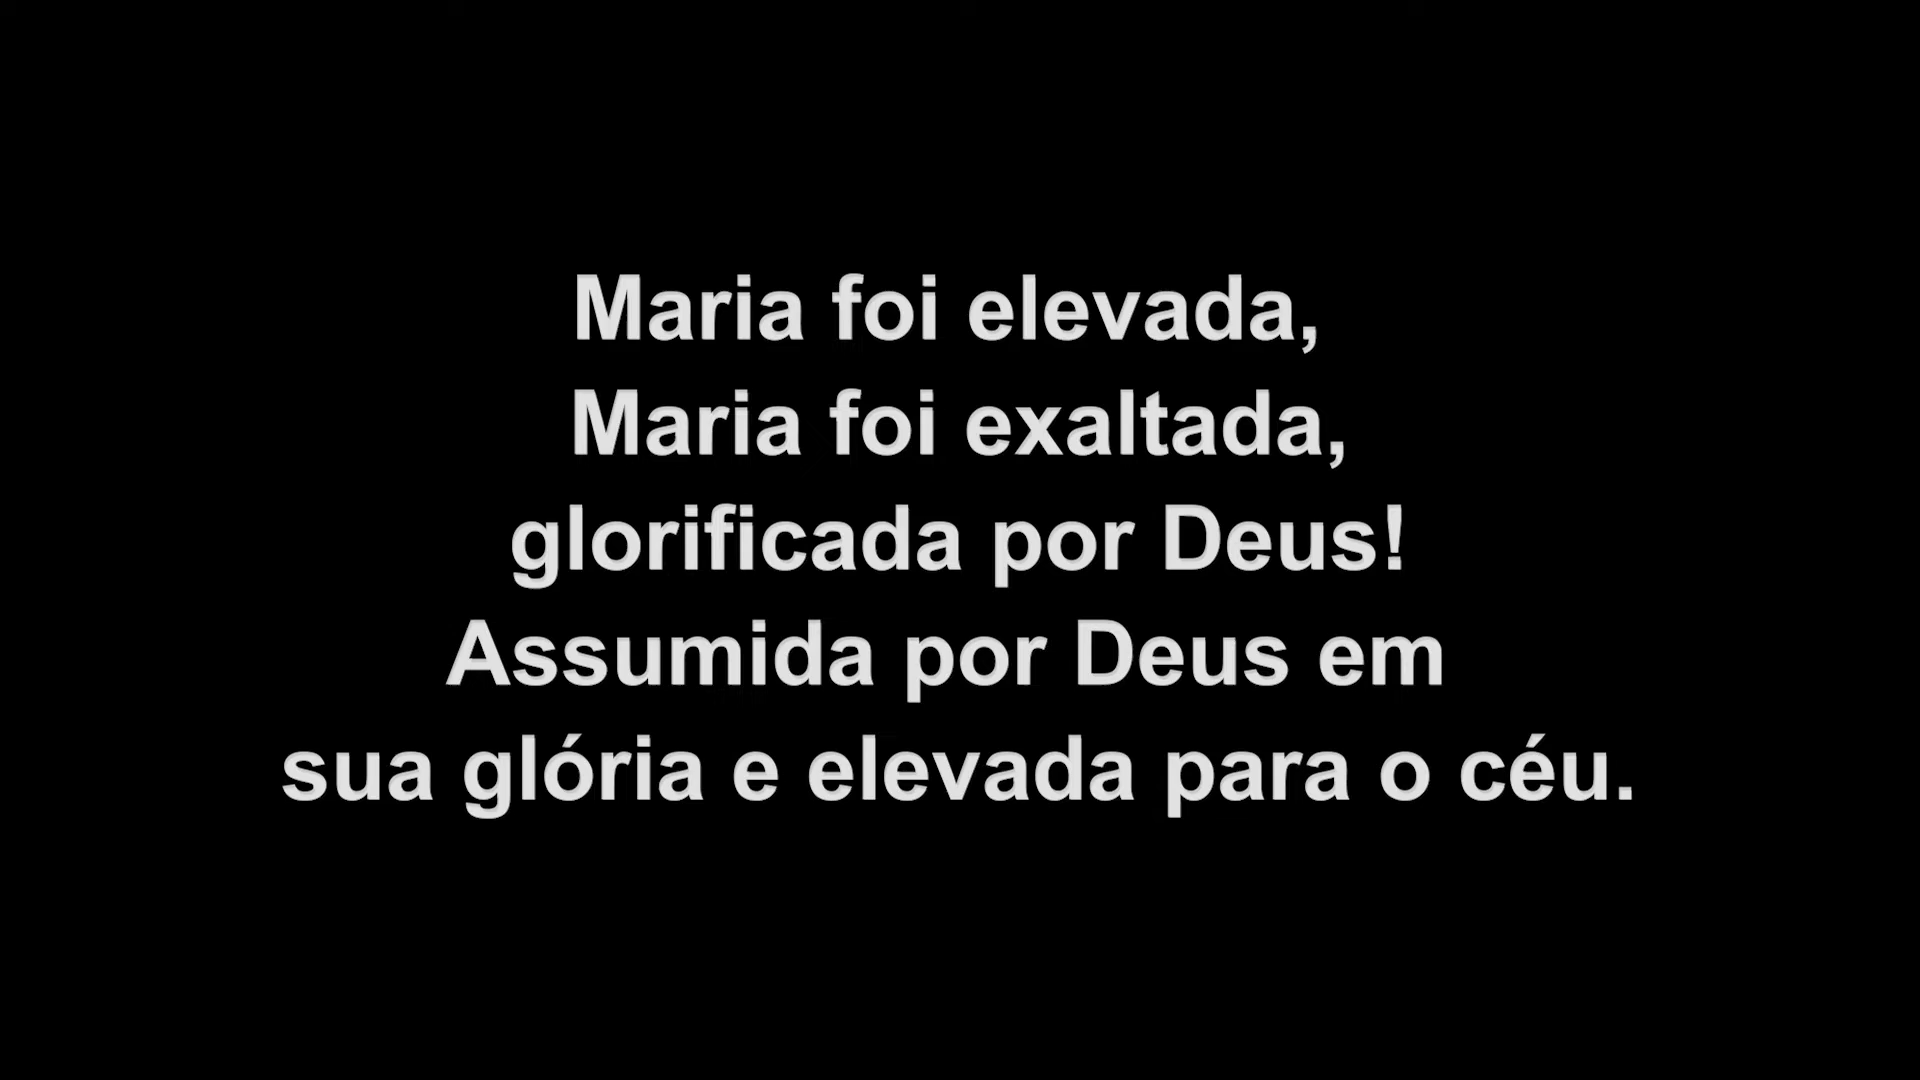 Maria foi elevada,
Maria foi exaltada,
glorificada por Deus!
Assumida por Deus em
sua glória e elevada para o céu.